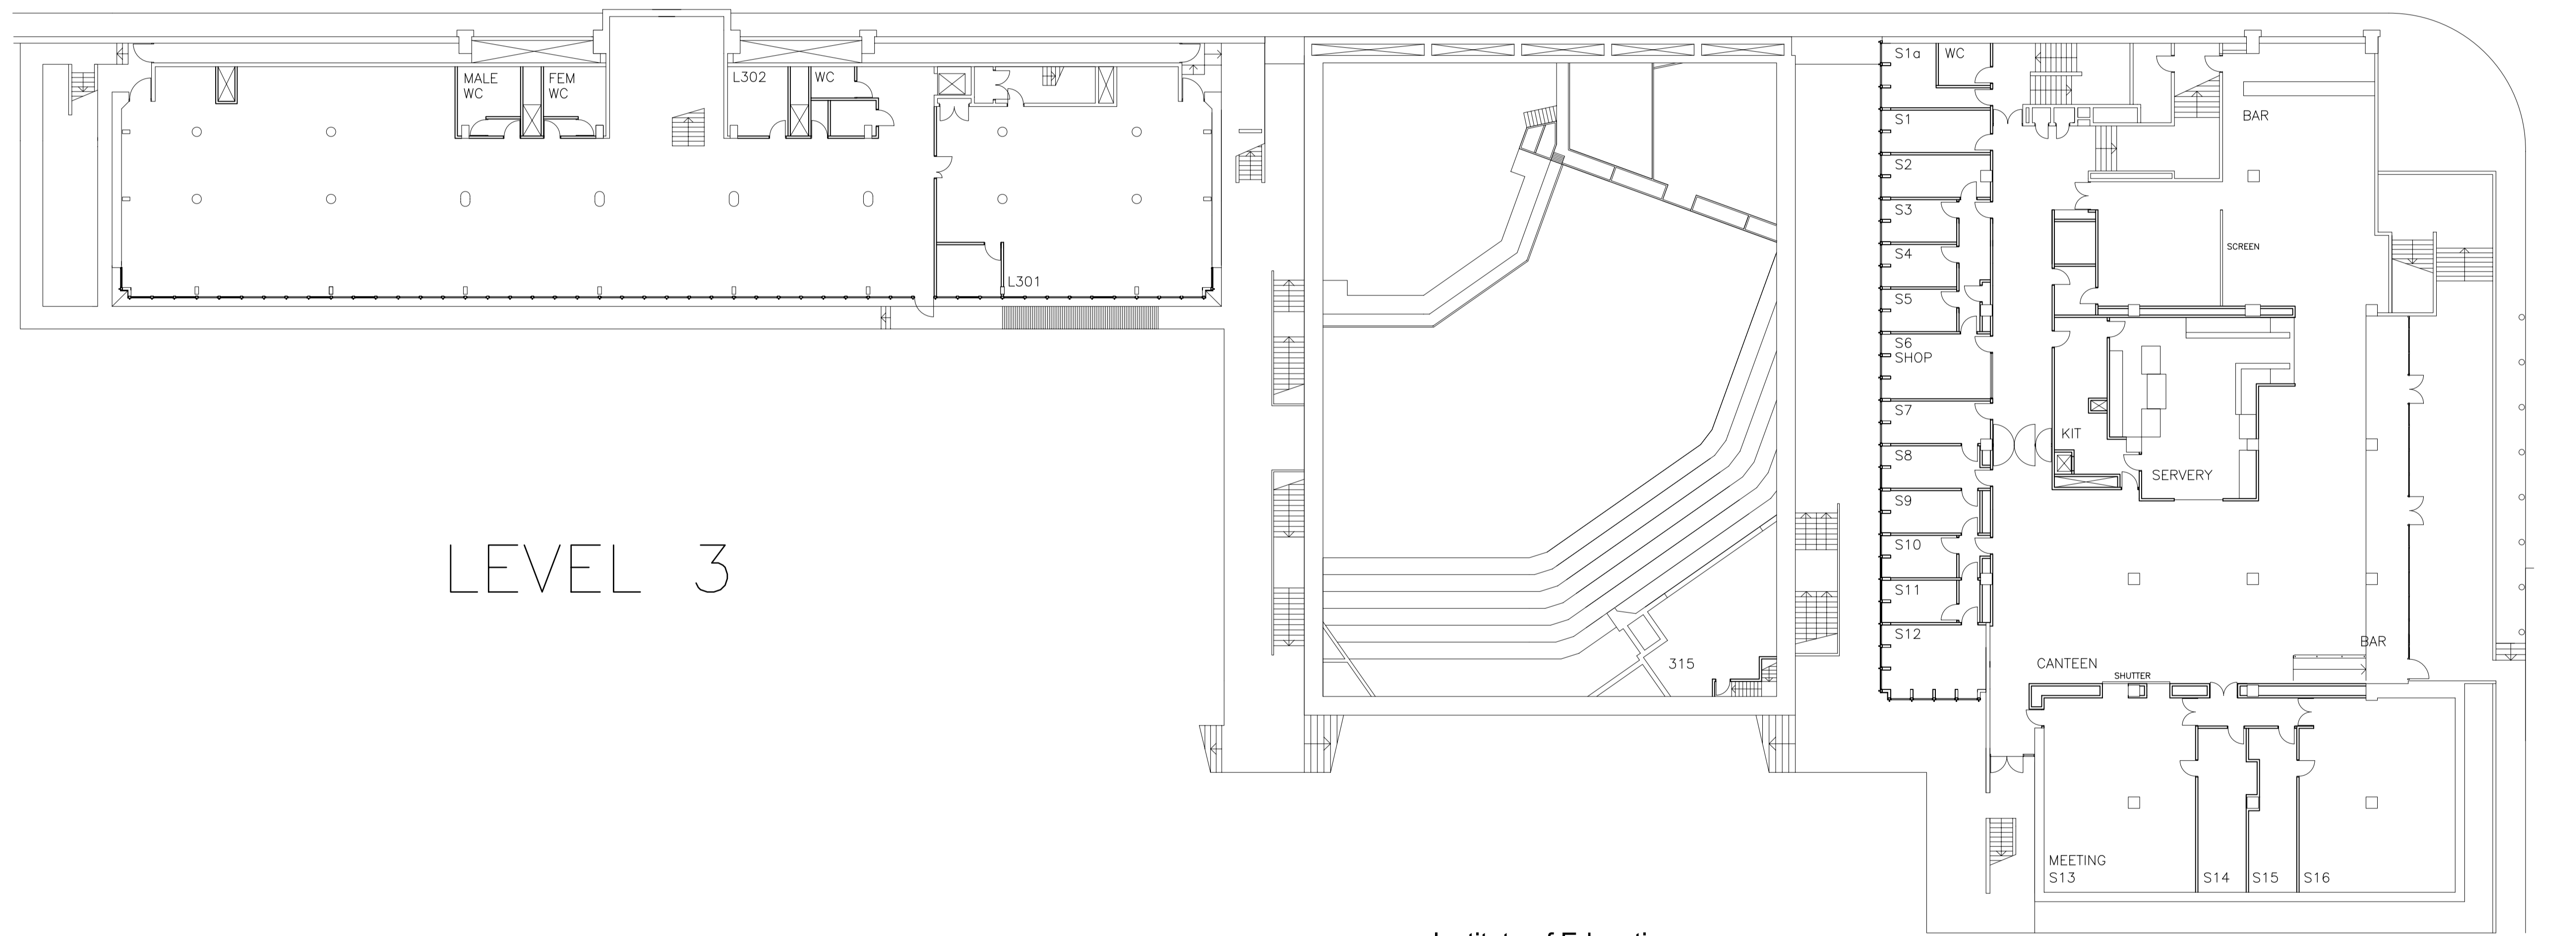 MALE
WC
FEM
WC
L302
WC
L301
LEVEL 3
315
S1a
WC
S1
S2
S3
S4
S5
S6
SHOP
S7
S8
S9
S10
S11
S12
BAR
SCREEN
KIT
SERVERY
BAR
CANTEEN
SHUTTER
MEETING
S13
S14
S15
S16